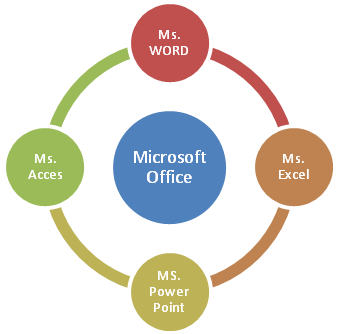 Ms.
WORD
Ms.
Acces
Microsoft
Office
Ms.
Excel
MS.
Power
Point